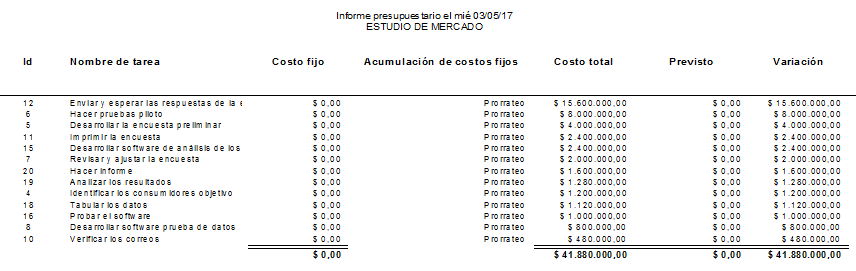 Informe presupuestario el mié 03/05/17
ESTUDIO DE MERCADO
Id Nombre de tarea Costo fijo Acumulación de costos fijos Costo total Previsto Variación
12 Enviar y esperar las respuestas de la e $ 0,00 Prorrateo $ 15.600.000,00 $ 0,00 $ 15.600.000,00
6 Hacer pruebas piloto $ 0,00 Prorrateo $ 8.000.000,00 $ 0,00 $ 8.000.000,00
5 Desarrollar la encuesta preliminar $ 0,00 Prorrateo $ 4.000.000,00 $ 0,00 $ 4.000.000,00
11 Imprimir la encuesta $ 0,00 Prorrateo $ 2.400.000,00 $ 0,00 $ 2.400.000,00
15 Desarrollar software de análisis de los $ 0,00 Prorrateo $ 2.400.000,00 $ 0,00 $ 2.400.000,00
7 Revisar y ajustar la encuesta $ 0,00 Prorrateo $ 2.000.000,00 $ 0,00 $ 2.000.000,00
20 Hacer informe $ 0,00 Prorrateo $ 1.600.000,00 $ 0,00 $ 1.600.000,00
19 Analizar los resultados $ 0,00 Prorrateo $ 1.280.000,00 $ 0,00 $ 1.280.000,00
4 Identificar los consumidores objetivo $ 0,00 Prorrateo $ 1.200.000,00 $ 0,00 $ 1.200.000,00
18 Tabular los datos $ 0,00 Prorrateo $ 1.120.000,00 $ 0,00 $ 1.120.000,00
16 Probar el software $ 0,00 Prorrateo $ 1.000.000,00 $ 0,00 $ 1.000.000,00
8 Desarrollar software prueba de datos $ 0,00 Prorrateo $ 800.000,00 $ 0,00 $ 800.000,00
10 Verificar los correos $ 0,00 Prorrateo $ 480.000,00 $ 0,00 $ 480.000,00
$ 0,00 $ 41.880.000,00 $ 0,00 $ 41.880.000,00